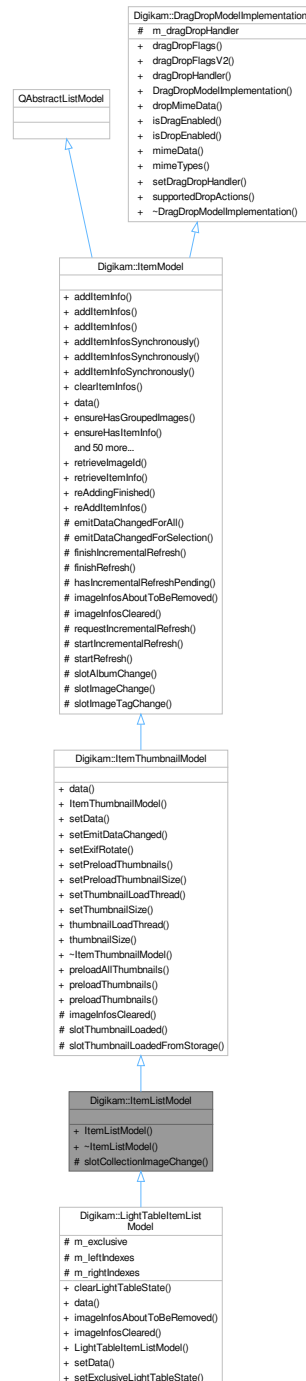 Digikam::DragDropModelImplementation
# m_dragDropHandler
+ dragDropFlags()
+ dragDropFlagsV2()
+ dragDropHandler()
+ DragDropModelImplementation()
+ dropMimeData()
+ isDragEnabled()
+ isDropEnabled()
+ mimeData()
+ mimeTypes()
+ setDragDropHandler()
+ supportedDropActions()
+ ~DragDropModelImplementation()
QAbstractListModel
Digikam::ItemModel
+ addItemInfo()
+ addItemInfos()
+ addItemInfos()
+ addItemInfosSynchronously()
+ addItemInfosSynchronously()
+ addItemInfoSynchronously()
+ clearItemInfos()
+ data()
+ ensureHasGroupedImages()
+ ensureHasItemInfo()
and 50 more...
+ retrieveImageId()
+ retrieveItemInfo()
+ reAddingFinished()
+ reAddItemInfos()
# emitDataChangedForAll()
# emitDataChangedForSelection()
# finishIncrementalRefresh()
# finishRefresh()
# hasIncrementalRefreshPending()
# imageInfosAboutToBeRemoved()
# imageInfosCleared()
# requestIncrementalRefresh()
# startIncrementalRefresh()
# startRefresh()
# slotAlbumChange()
# slotImageChange()
# slotImageTagChange()
Digikam::ItemThumbnailModel
+ data()
+ ItemThumbnailModel()
+ setData()
+ setEmitDataChanged()
+ setExifRotate()
+ setPreloadThumbnails()
+ setPreloadThumbnailSize()
+ setThumbnailLoadThread()
+ setThumbnailSize()
+ thumbnailLoadThread()
+ thumbnailSize()
+ ~ItemThumbnailModel()
+ preloadAllThumbnails()
+ preloadThumbnails()
+ preloadThumbnails()
# imageInfosCleared()
# slotThumbnailLoaded()
# slotThumbnailLoadedFromStorage()
Digikam::ItemListModel
+ ItemListModel()
+ ~ItemListModel()
# slotCollectionImageChange()
Digikam::LightTableItemList
Model
# m_exclusive
# m_leftIndexes
# m_rightIndexes
+ clearLightTableState()
+ data()
+ imageInfosAboutToBeRemoved()
+ imageInfosCleared()
+ LightTableItemListModel()
+ setData()
+ setExclusiveLightTableState()